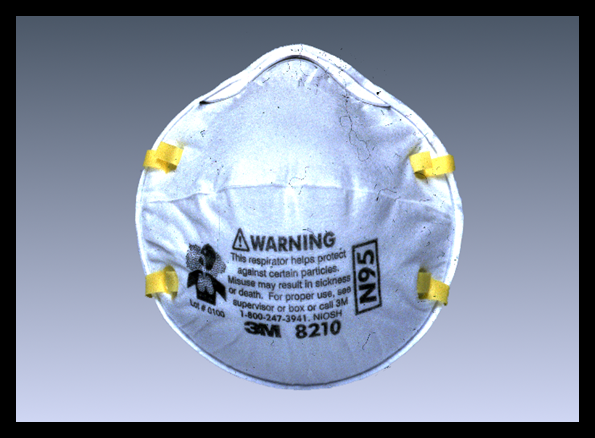 ⚠WARNING
This respirator helps protect
against certain particles.
Misuse may result in sickness
or death. For proper use, see
supervisor or box or call 3M
1-800-247-3941. NIOSH
3M 8210
N95
Lot # 0100